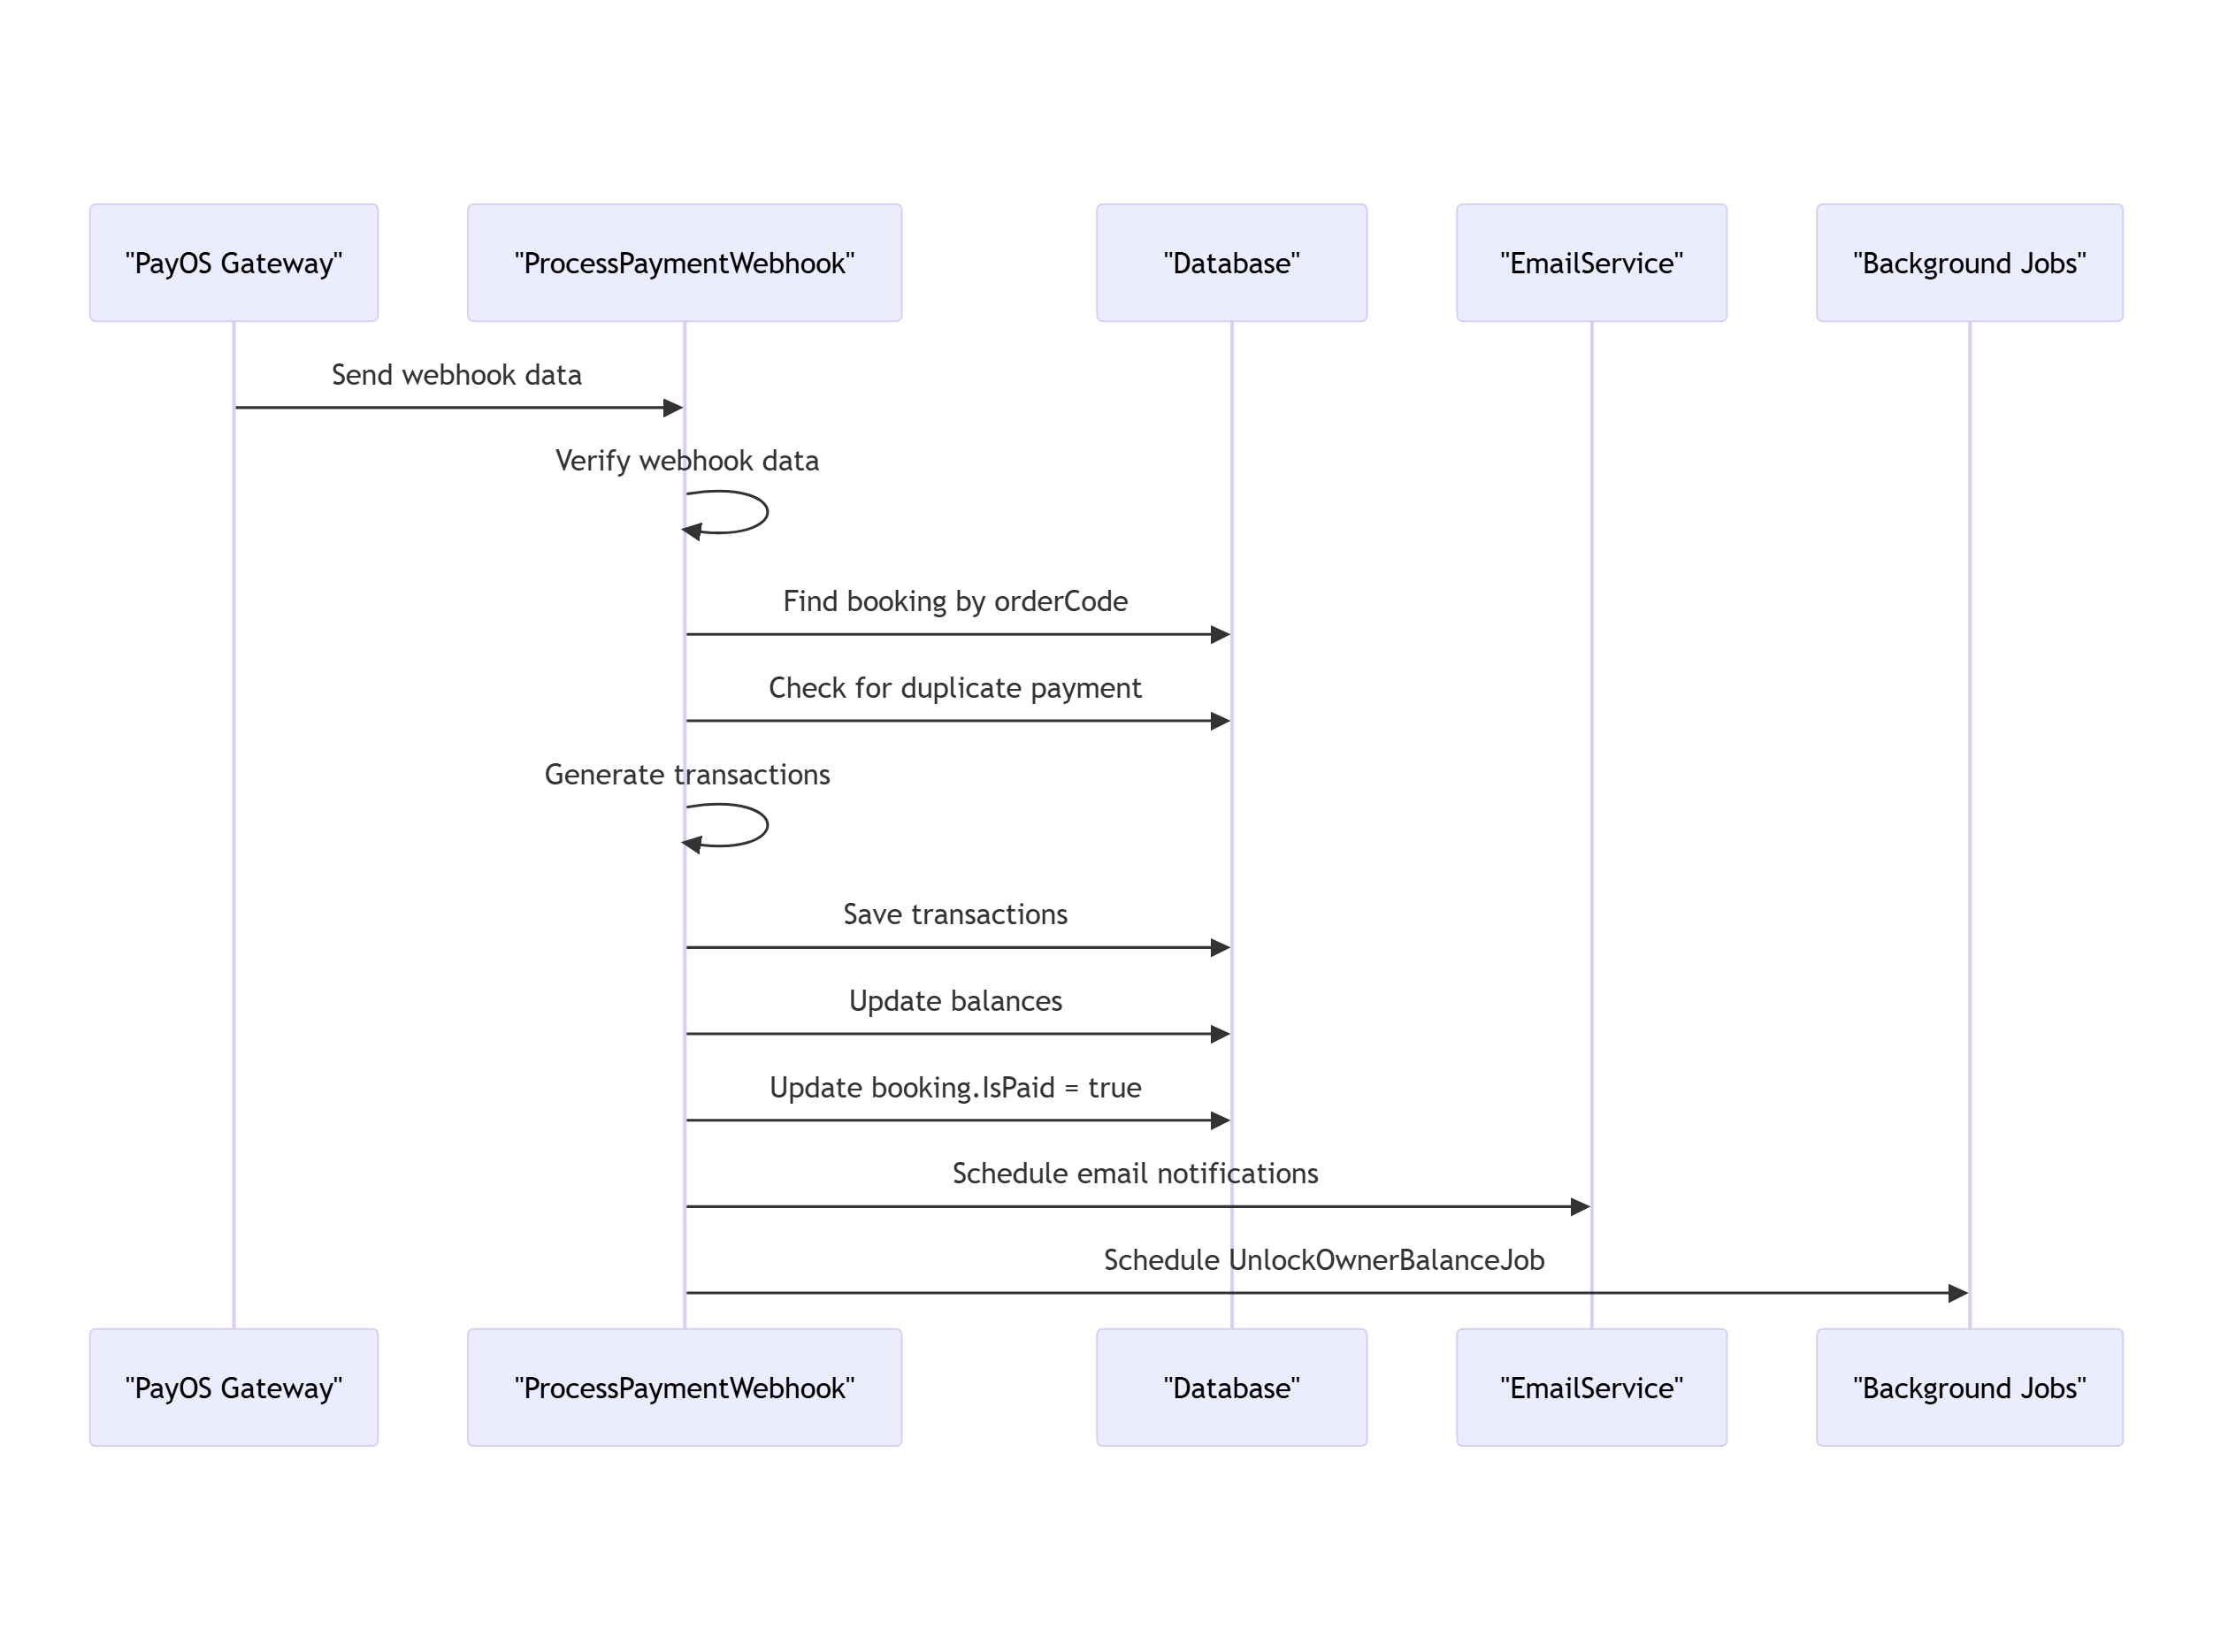 "PayOS Gateway"
"ProcessPaymentWebhook"
"Database"
"EmailService"
"Background Jobs"
Send webhook data
Verify webhook data
Find booking by orderCode
Check for duplicate payment
Generate transactions
Save transactions
Update balances
Update booking.IsPaid = true
Schedule email notifications
Schedule UnlockOwnerBalanceJob
"PayOS Gateway"
"ProcessPaymentWebhook"
"Database"
"EmailService"
"Background Jobs"